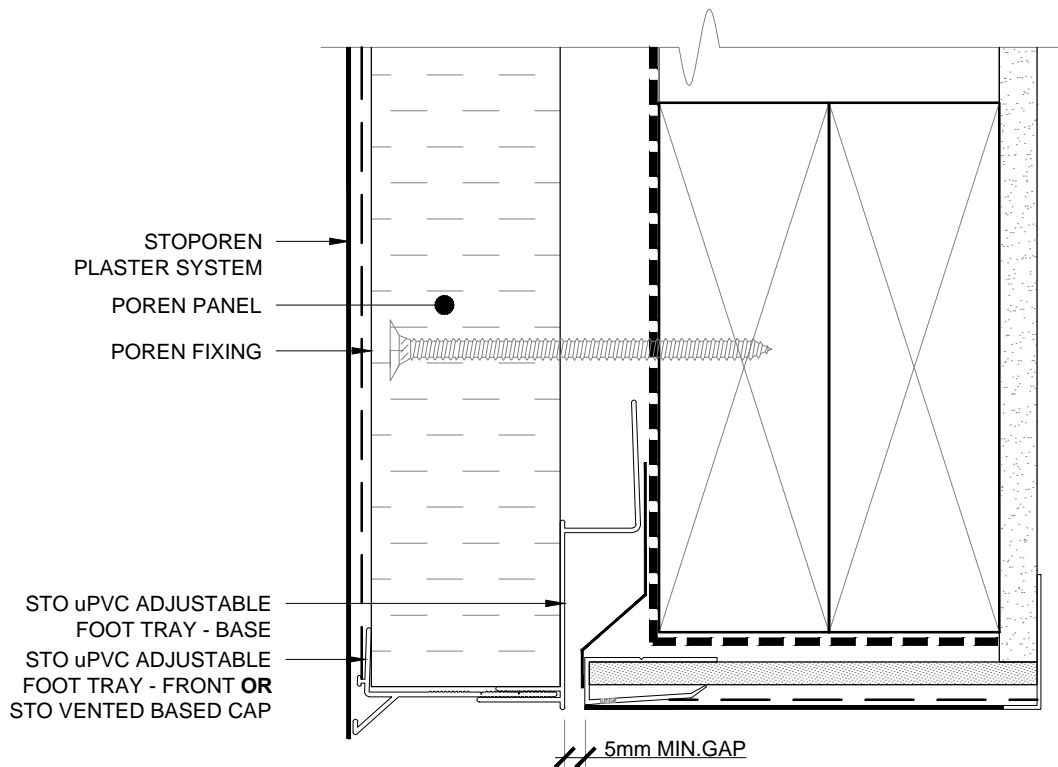 STOPOREN
PLASTER SYSTEM
POREN PANEL
POREN FIXING
STO uPVC ADJUSTABLE
FOOT TRAY - BASE
STO uPVC ADJUSTABLE
FOOT TRAY - FRONT OR
STO VENTED BASED CAP
5mm MIN.GAP